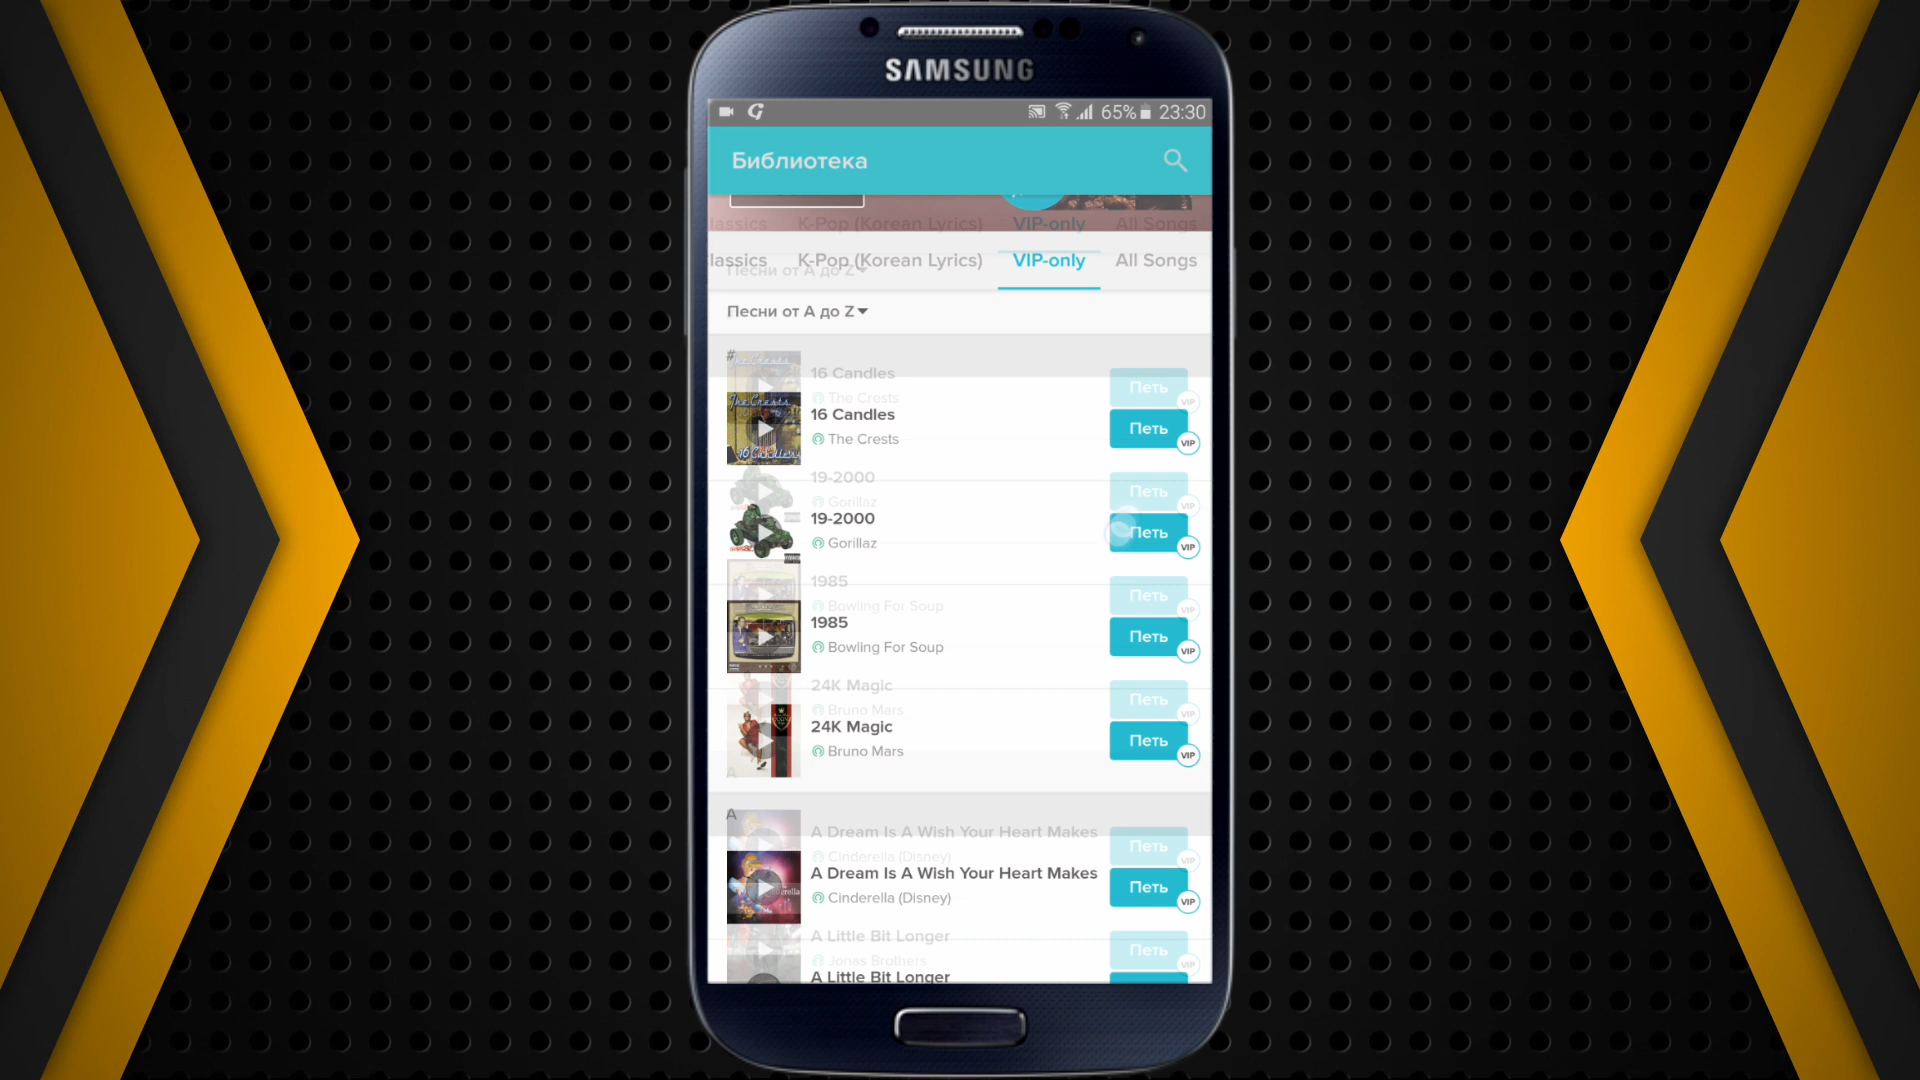 SAMSUNG
65% 23:30
Библиотека
lassics K-Pop (Korean Lyrics) VIP-only All Songs
lassics K-Pop (Korean Lyrics) VIP-only All Songs
Песни от A до Z
Песни от A до Z
#
16 Candles
Петь
The Crests
VIP
16 Candles
Петь
The Crests
VIP
19-2000
Петь
Gorillaz
VIP
19-2000
Петь
Gorillaz
VIP
1985
Петь
Bowling For Soup
VIP
1985
Петь
Bowling For Soup
VIP
24K Magic
Петь
Bruno Mars
VIP
24K Magic
Петь
Bruno Mars
VIP
A
A Dream Is A Wish Your Heart Makes
Петь
Cinderella (Disney)
VIP
A Dream Is A Wish Your Heart Makes
Петь
Cinderella (Disney)
VIP
A Little Bit Longer
Петь
Jonas Brothers
VIP
A Little Bit Longer